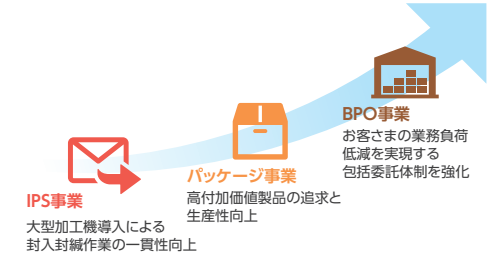 IPS事業
大型加工機導入による
封入封緘作業の一貫性向上
パッケージ事業
高付加価値製品の追求と
生産性向上
BPO事業
お客さまの業務負荷
低減を実現する
包括委託体制を強化